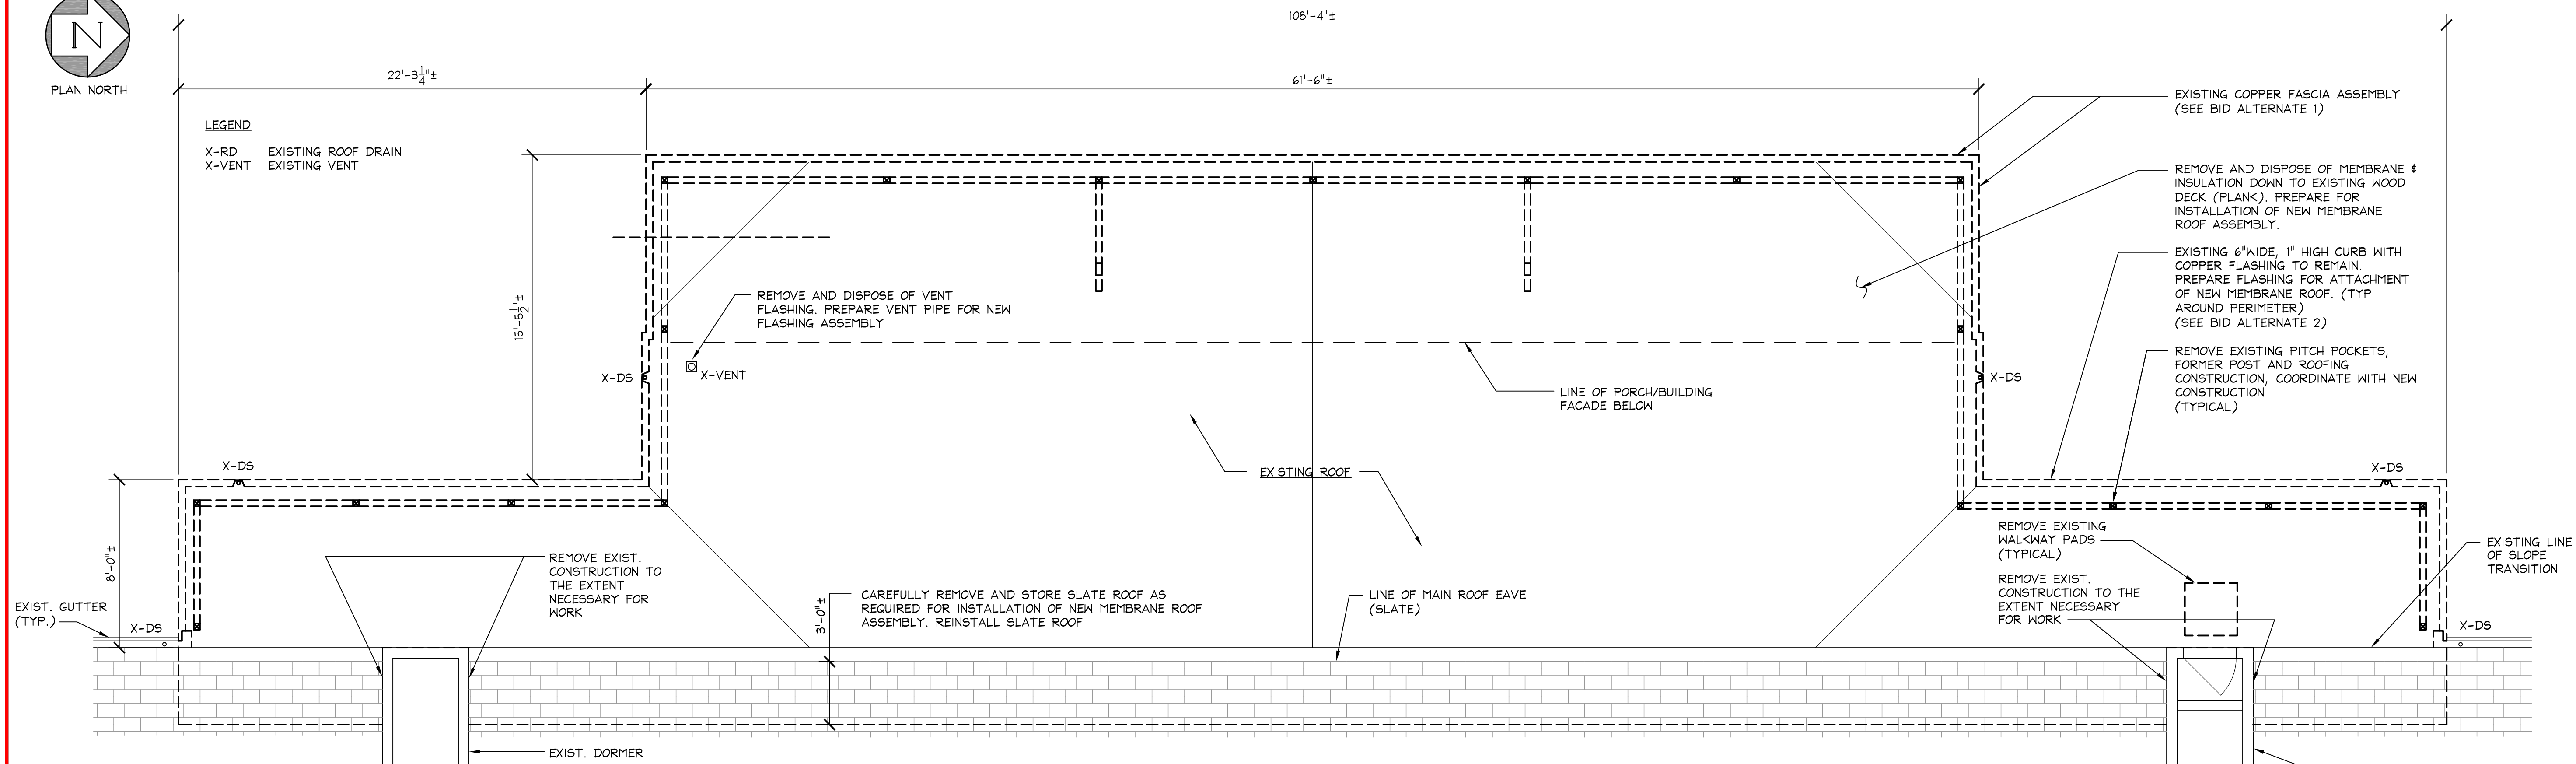 N
PLAN NORTH
108'-4"±
22'-3 1/4"±
61'-6"±
LEGEND
X-RD EXISTING ROOF DRAIN
X-VENT EXISTING VENT
15'-5 1/2"±
8'-0"±
3'-0"±
EXISTING COPPER FASCIA ASSEMBLY
(SEE BID ALTERNATE 1)
REMOVE AND DISPOSE OF MEMBRANE &
INSULATION DOWN TO EXISTING WOOD
DECK (PLANK). PREPARE FOR
INSTALLATION OF NEW MEMBRANE
ROOF ASSEMBLY.
EXISTING 6"WIDE, 1" HIGH CURB WITH
COPPER FLASHING TO REMAIN.
PREPARE FLASHING FOR ATTACHMENT
OF NEW MEMBRANE ROOF. (TYP
AROUND PERIMETER)
(SEE BID ALTERNATE 2)
REMOVE EXISTING PITCH POCKETS,
FORMER POST AND ROOFING
CONSTRUCTION, COORDINATE WITH NEW
CONSTRUCTION
(TYPICAL)
REMOVE AND DISPOSE OF VENT
FLASHING. PREPARE VENT PIPE FOR NEW
FLASHING ASSEMBLY
X-DS
X-VENT
X-DS
LINE OF PORCH/BUILDING
FACADE BELOW
X-DS
EXISTING ROOF
X-DS
REMOVE EXIST.
CONSTRUCTION TO
THE EXTENT
NECESSARY FOR
WORK
REMOVE EXISTING
WALKWAY PADS
(TYPICAL)
EXISTING LINE
OF SLOPE
TRANSITION
REMOVE EXIST.
CONSTRUCTION TO THE
EXTENT NECESSARY
FOR WORK
EXIST. GUTTER
(TYP.)
X-DS
CAREFULLY REMOVE AND STORE SLATE ROOF AS
REQUIRED FOR INSTALLATION OF NEW MEMBRANE ROOF
ASSEMBLY. REINSTALL SLATE ROOF
LINE OF MAIN ROOF EAVE
(SLATE)
X-DS
EXIST. DORMER